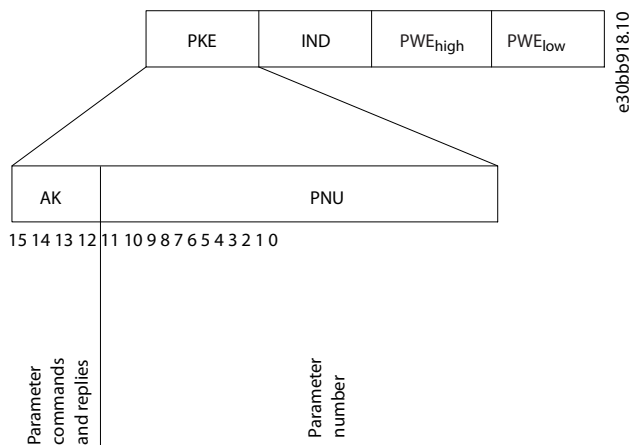 PKE IND PWEhigh PWElow
e30bb918.10
AK PNU
15 14 13 12 11 10 9 8 7 6 5 4 3 2 1 0
Parameter
commands
and replies
Parameter
number